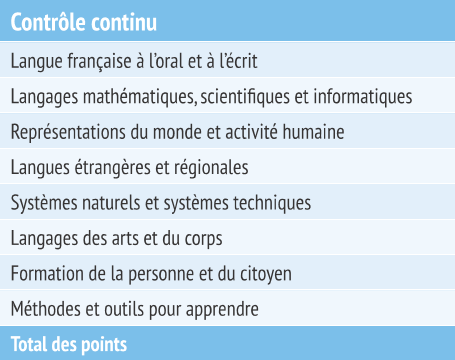 Contrôle continu
Langue française à l’oral et à l’écrit
Langages mathématiques, scientifiques et informatiques
Représentations du monde et activité humaine
Langues étrangères et régionales
Systèmes naturels et systèmes techniques
Langages des arts et du corps
Formation de la personne et du citoyen
Méthodes et outils pour apprendre
Total des points